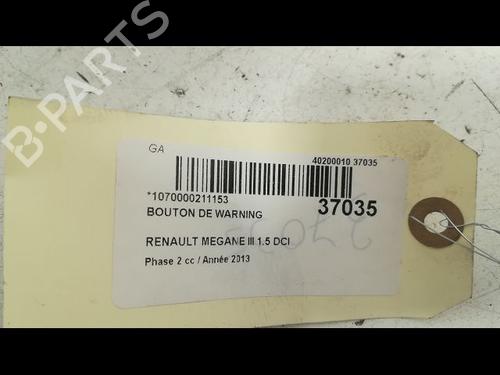 B-PARTS
GA
40200010 37035
*1070000211153
37035
BOUTON DE WARNING
RENAULT MEGANE III 1.5 DCI
Phase 2 cc / Année 2013